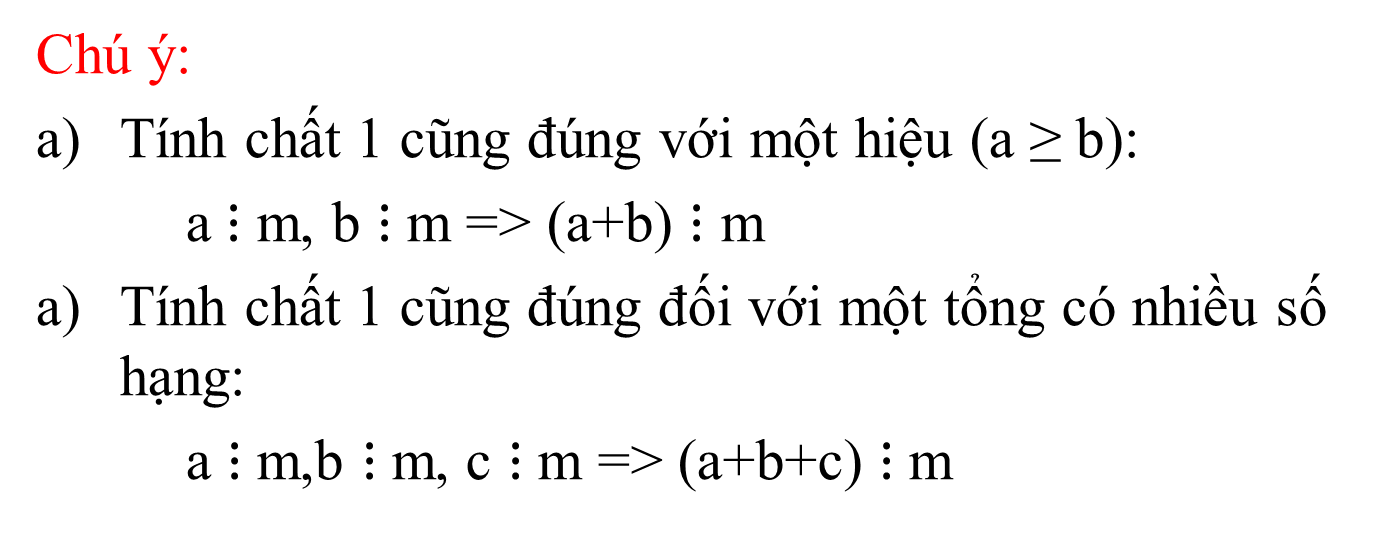 Chú ý:
a) Tính chất 1 cũng đúng với một hiệu (a ≥ b):
a ⋮ m, b ⋮ m => (a+b) ⋮ m
a) Tính chất 1 cũng đúng đối với một tổng có nhiều số
hạng:
a ⋮ m,b ⋮ m, c ⋮ m => (a+b+c) ⋮ m